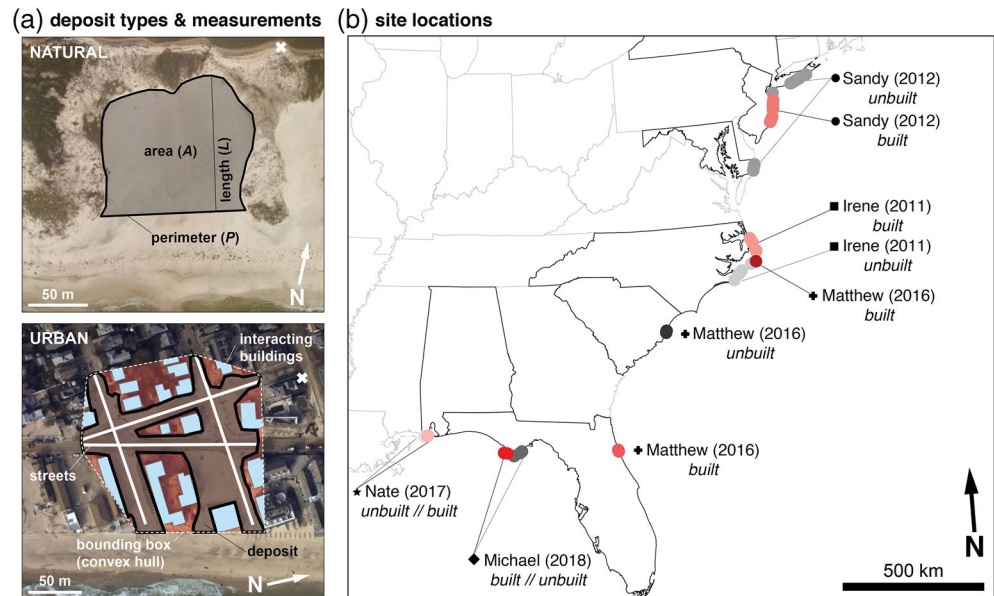 (a) deposit types & measurements
NATURAL
area (A)
length (L)
perimeter (P)
50 m
N
URBAN
interacting
buildings
streets
bounding box
(convex hull)
deposit
50 m
N
(b) site locations
Sandy (2012)
unbuilt
Sandy (2012)
built
Irene (2011)
built
Irene (2011)
unbuilt
Matthew (2016)
built
Matthew (2016)
unbuilt
Matthew (2016)
built
Nate (2017)
unbuilt // built
Michael (2018)
built // unbuilt
N
500 km